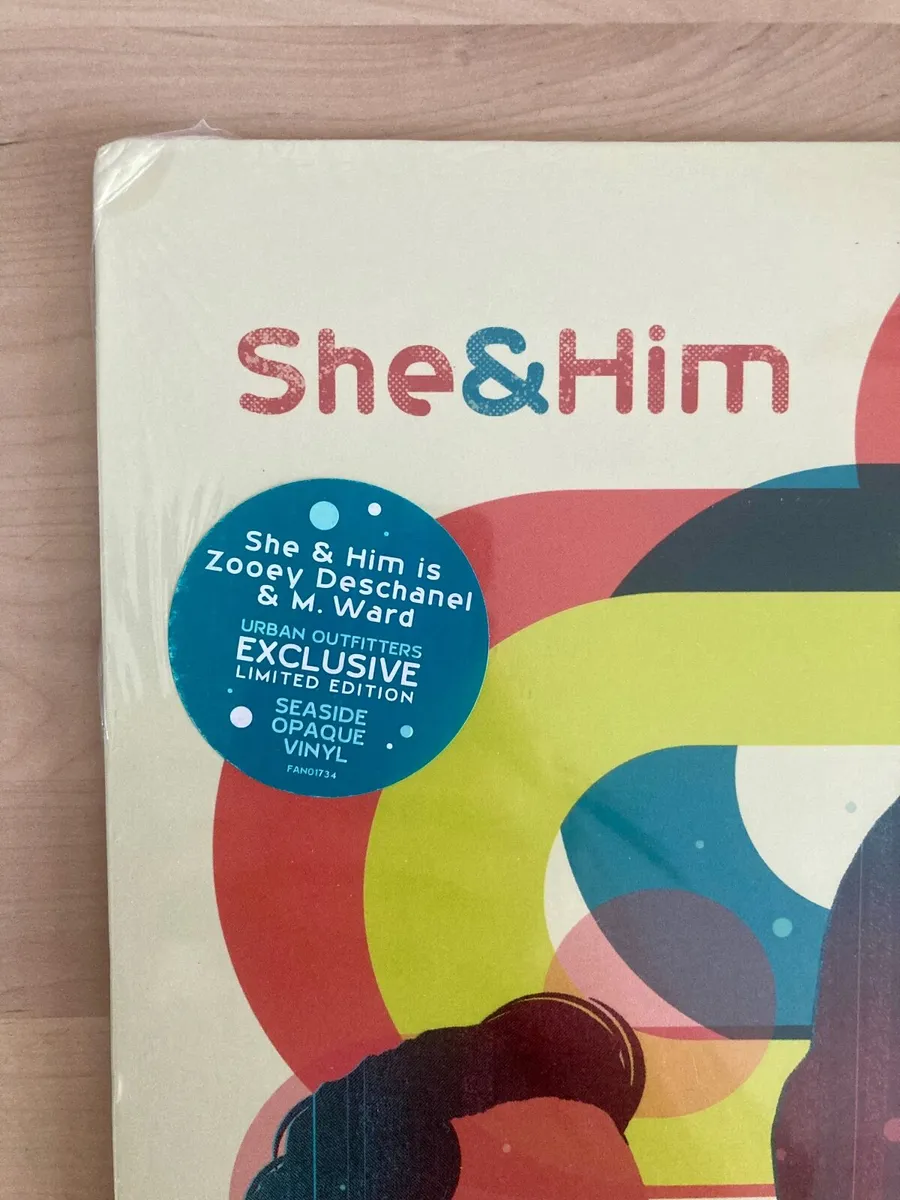 She&Him
She & Him is
Zooey Deschanel
& M. Ward
URBAN OUTFITTERS
EXCLUSIVE
LIMITED EDITION
SEASIDE
OPAQUE
VINYL
FAN01734